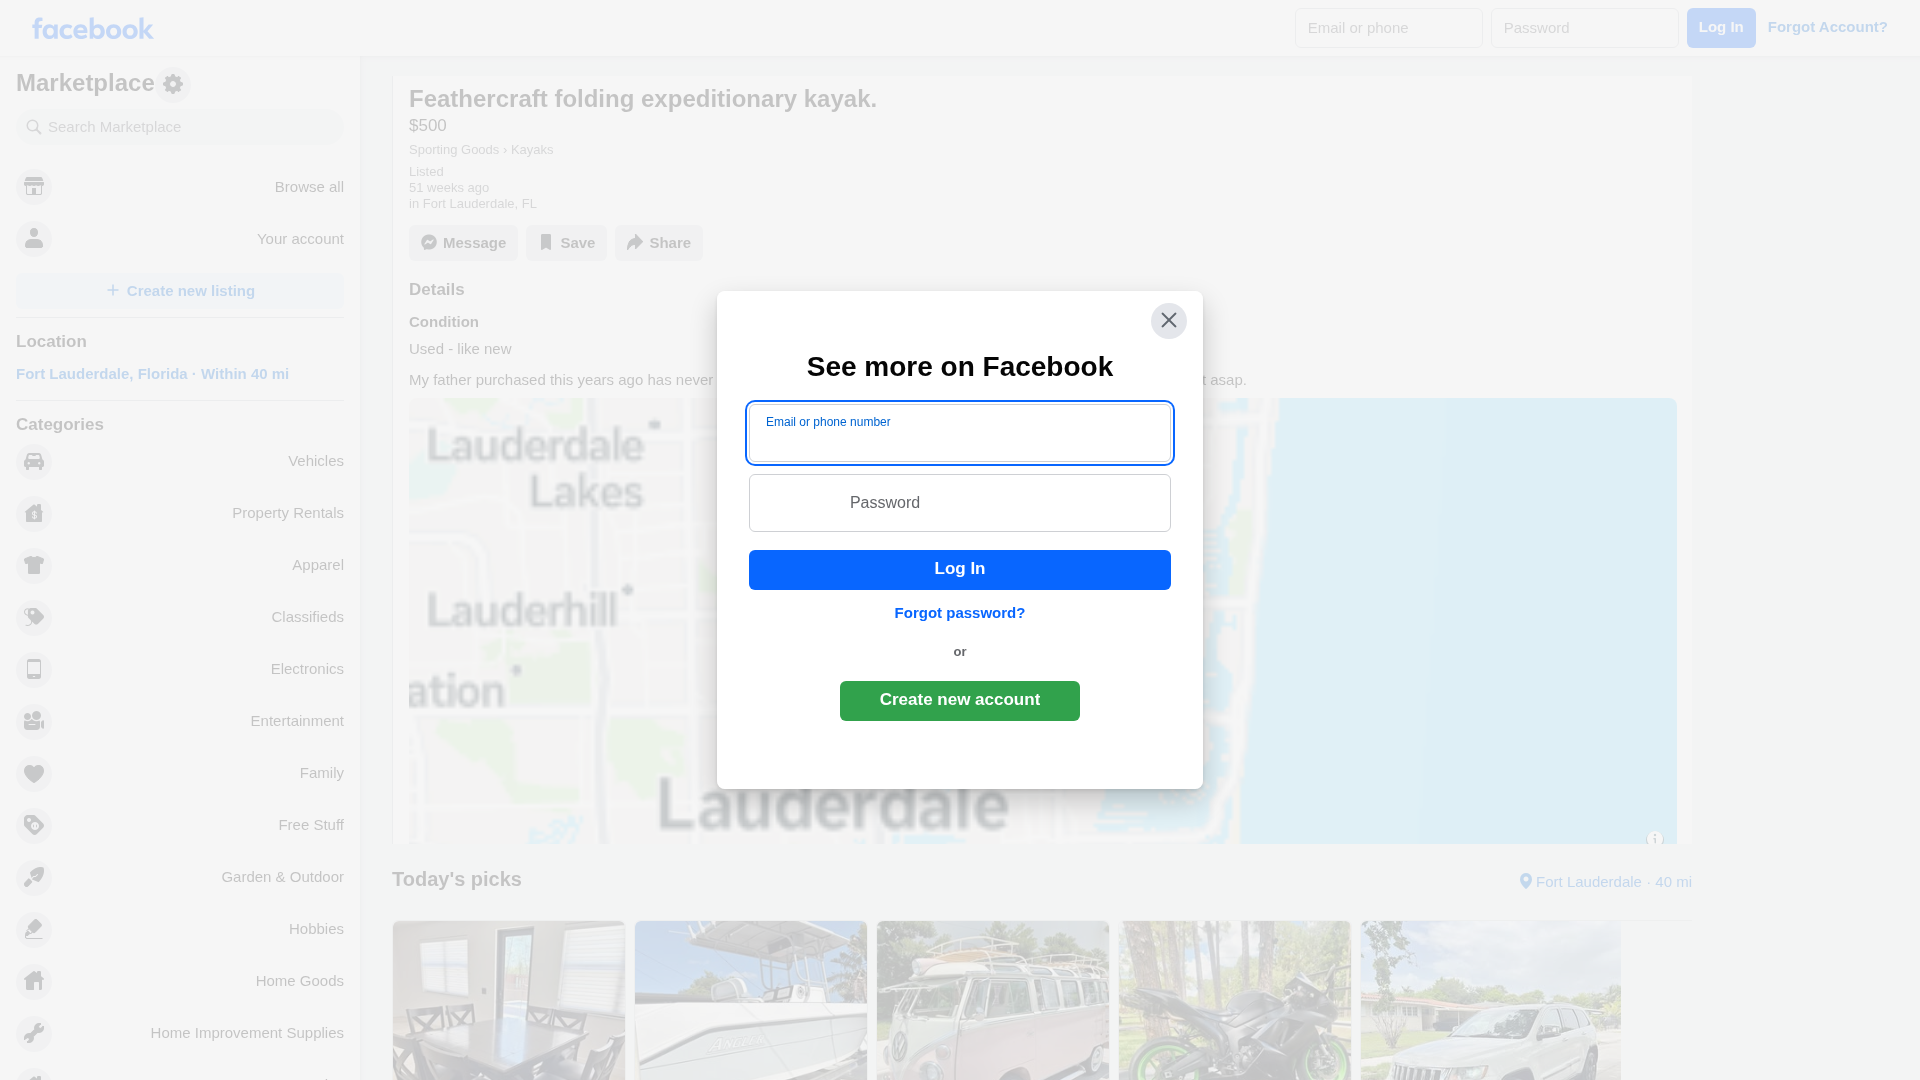 facebook
Email or phone
Password
Log In
Forgot Account?
Marketplace
Search Marketplace
Browse all
Your account
Create new listing
Location
Fort Lauderdale, Florida · Within 40 mi
Categories
Vehicles
Property Rentals
Apparel
Classifieds
Electronics
Entertainment
Family
Free Stuff
Garden & Outdoor
Hobbies
Home Goods
Home Improvement Supplies
Feathercraft folding expeditionary kayak.
$500
Sporting Goods › Kayaks
Listed
51 weeks ago
in Fort Lauderdale, FL
Message
Save
Share
Details
Condition
Used - like new
My father purchased this years ago has never
asap.
Lauderdale
Lakes
Lauderhill
ation
Lauderdale
See more on Facebook
Email or phone number
Password
Log In
Forgot password?
or
Create new account
Today's picks
Fort Lauderdale · 40 mi